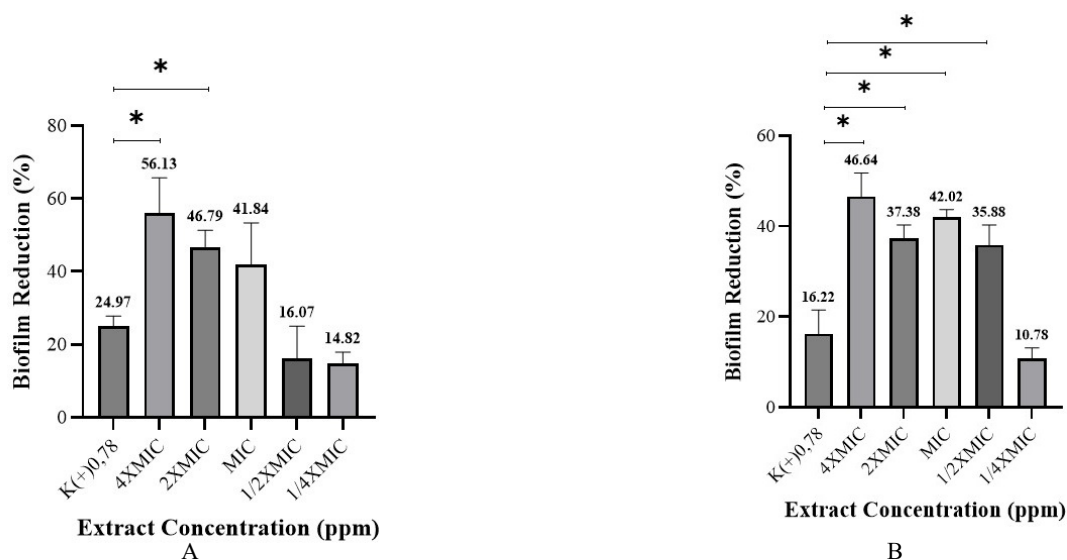 *
*
80
60
40
20
0
Biofilm Reduction (%)
24.97
56.13
46.79
41.84
16.07
14.82
K(+)0,78
4XMIC
2XMIC
MIC
1/2XMIC
1/4XMIC
Extract Concentration (ppm)
A
*
*
*
*
60
40
20
0
Biofilm Reduction (%)
16.22
46.64
37.38
42.02
35.88
10.78
K(+)0,78
4XMIC
2XMIC
MIC
1/2XMIC
1/4XMIC
Extract Concentration (ppm)
B